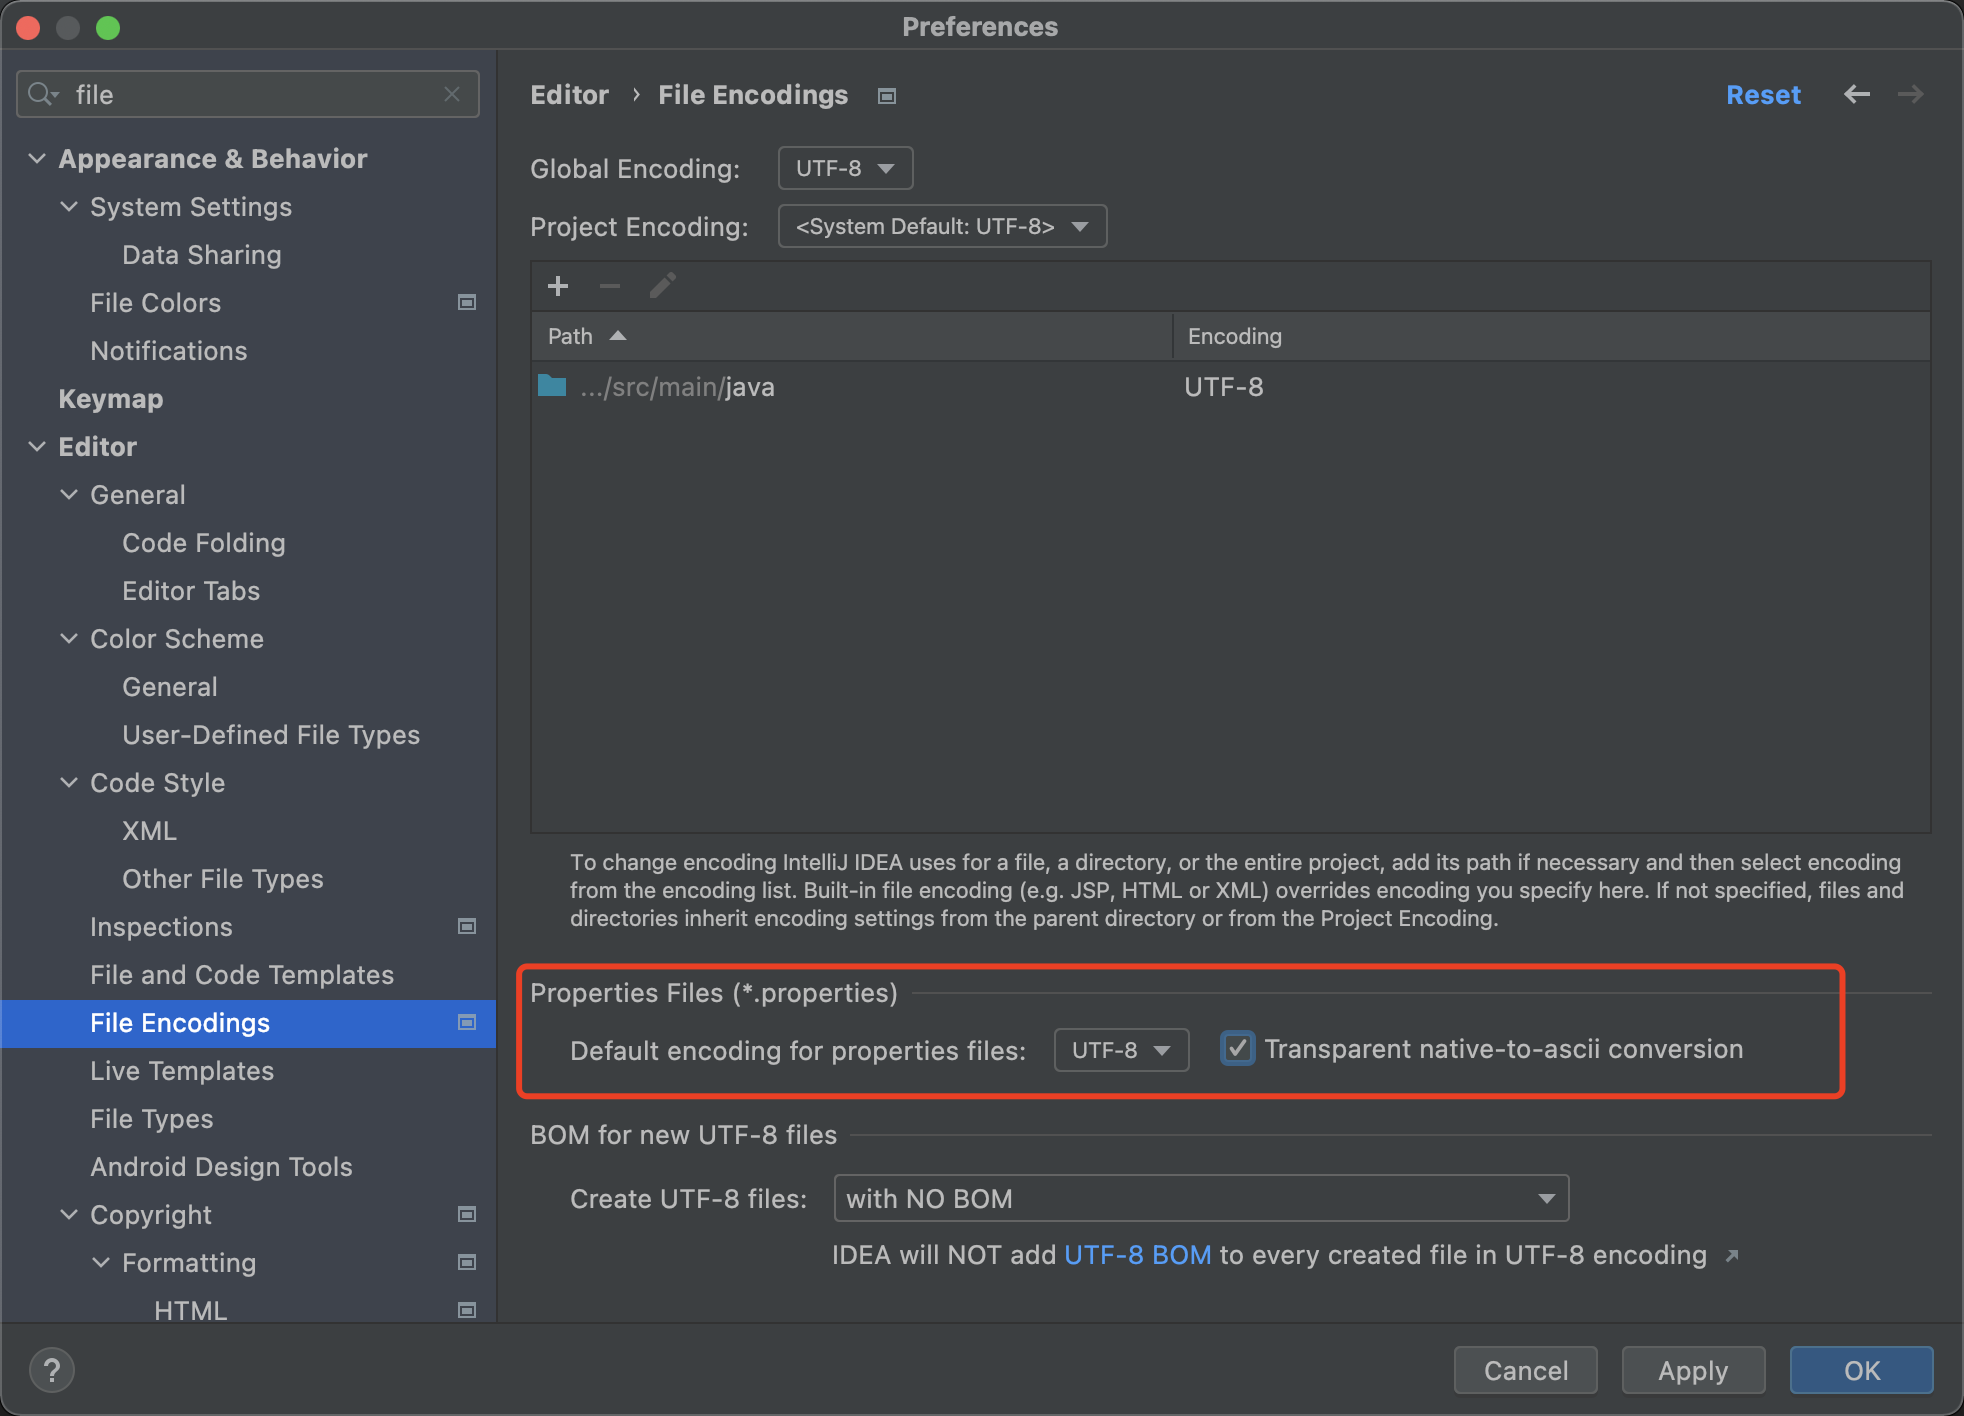 Preferences
file
Appearance & Behavior
System Settings
Data Sharing
File Colors
Notifications
Keymap
Editor
General
Code Folding
Editor Tabs
Color Scheme
General
User-Defined File Types
Code Style
XML
Other File Types
Inspections
File and Code Templates
File Encodings
Live Templates
File Types
Android Design Tools
Copyright
Formatting
HTML
Editor › File Encodings
Reset
Global Encoding: UTF-8
Project Encoding: <System Default: UTF-8>
Path Encoding
.../src/main/java UTF-8
To change encoding IntelliJ IDEA uses for a file, a directory, or the entire project, add its path if necessary and then select encoding
from the encoding list. Built-in file encoding (e.g. JSP, HTML or XML) overrides encoding you specify here. If not specified, files and
directories inherit encoding settings from the parent directory or from the Project Encoding.
Properties Files (*.properties)
Default encoding for properties files: UTF-8 Transparent native-to-ascii conversion
BOM for new UTF-8 files
Create UTF-8 files: with NO BOM
IDEA will NOT add UTF-8 BOM to every created file in UTF-8 encoding ↗
?
Cancel Apply OK